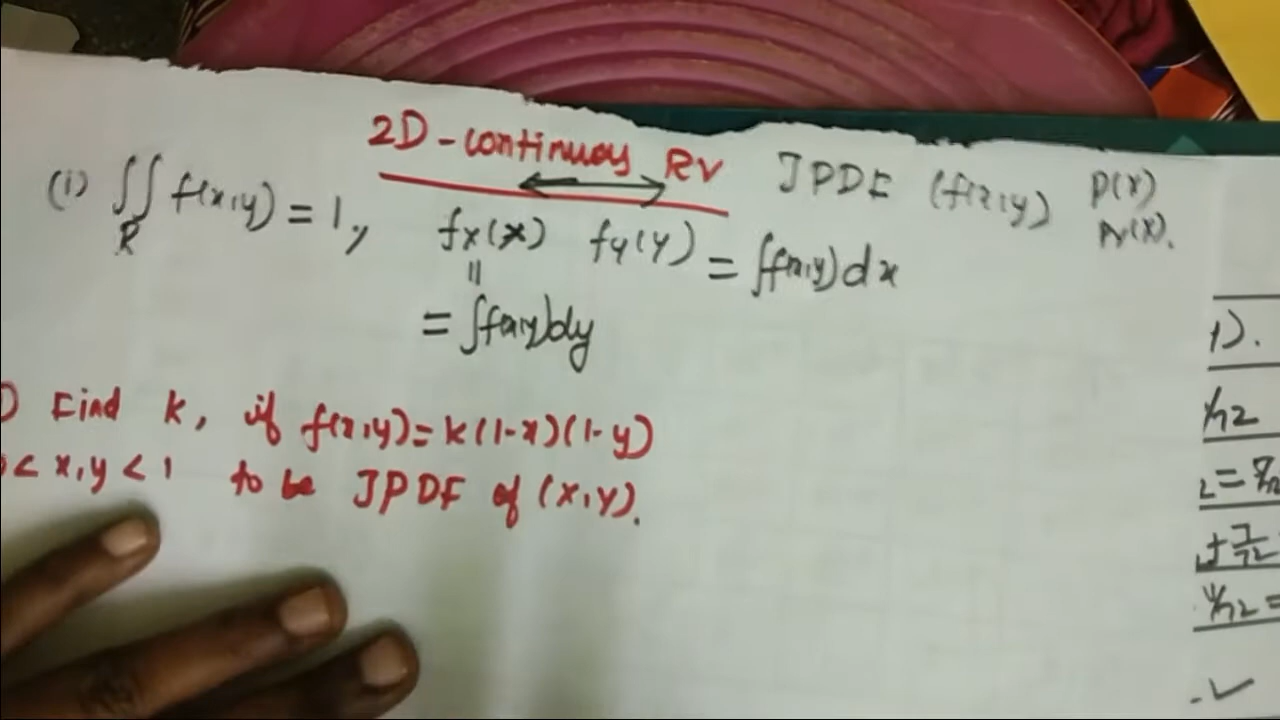 2D-continuous RV JPDF (f(x,y)) P(X)
(i) ∬ f(x,y) = 1,
R
fx(x) fy(y) = ∫f(x,y)dx
||
= ∫f(x,y)dy
) Find k, if f(x,y)=k(1-x)(1-y)
0< x,y < 1 to be JPDF of (X,Y).
1).